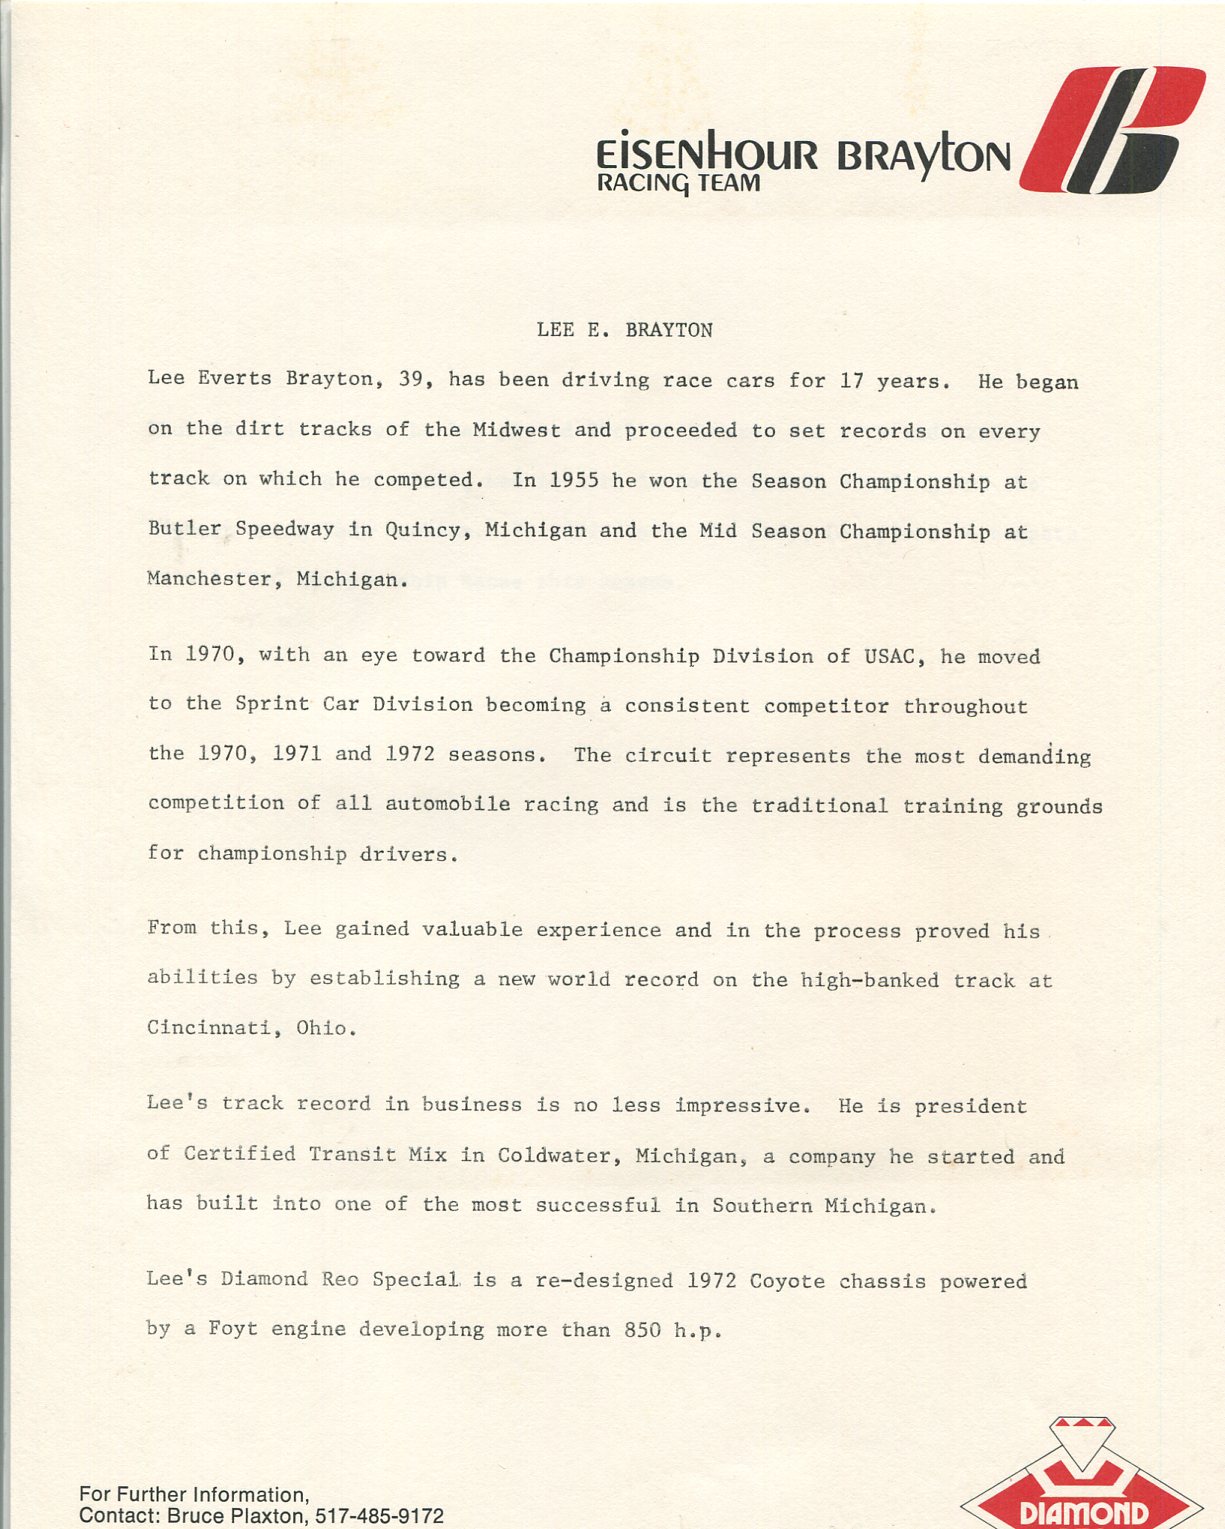 EISENHOUR BRAYTON
RACING TEAM
LEE E. BRAYTON
Lee Everts Brayton, 39, has been driving race cars for 17 years. He began
on the dirt tracks of the Midwest and proceeded to set records on every
track on which he competed. In 1955 he won the Season Championship at
Butler Speedway in Quincy, Michigan and the Mid Season Championship at
Manchester, Michigan.
In 1970, with an eye toward the Championship Division of USAC, he moved
to the Sprint Car Division becoming a consistent competitor throughout
the 1970, 1971 and 1972 seasons. The circuit represents the most demanding
competition of all automobile racing and is the traditional training grounds
for championship drivers.
From this, Lee gained valuable experience and in the process proved his
abilities by establishing a new world record on the high-banked track at
Cincinnati, Ohio.
Lee's track record in business is no less impressive. He is president
of Certified Transit Mix in Coldwater, Michigan, a company he started and
has built into one of the most successful in Southern Michigan.
Lee's Diamond Reo Special is a re-designed 1972 Coyote chassis powered
by a Foyt engine developing more than 850 h.p.
For Further Information,
Contact: Bruce Plaxton, 517-485-9172
DIAMOND